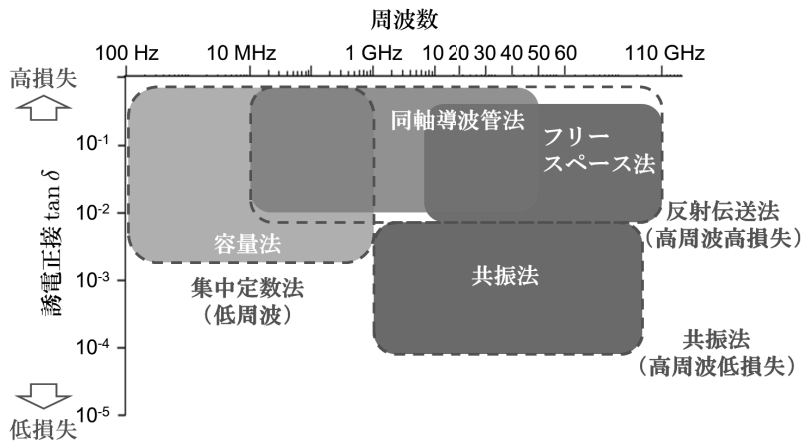 周波数
100 Hz 10 MHz 1 GHz 10 20 30 40 50 60 110 GHz
高損失
10-1
10-2
10-3
10-4
10-5
誘電正接 tan δ
低損失
同軸導波管法
フリー
スペース法
容量法
共振法
反射伝送法
（高周波高損失）
集中定数法
（低周波）
共振法
（高周波低損失）